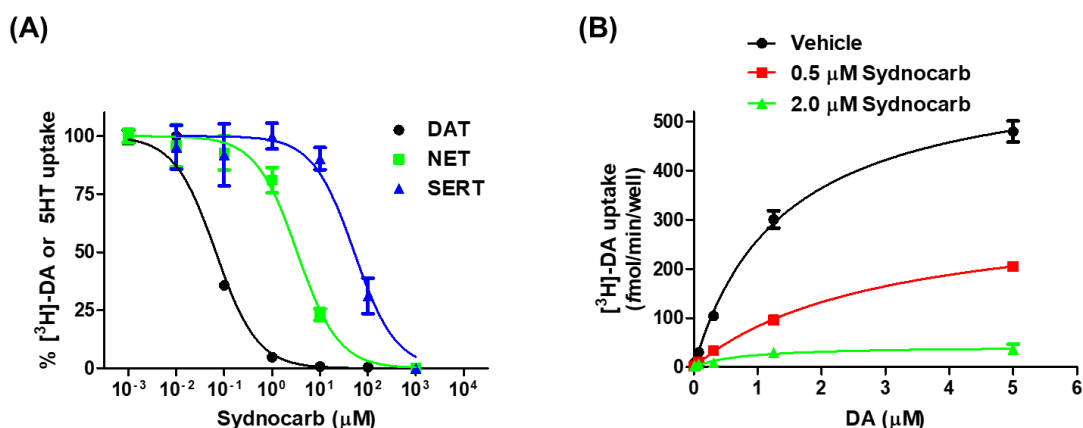 (A)
% [³H]-DA or 5HT uptake
100
75
50
25
0
10⁻³ 10⁻² 10⁻¹ 10⁰ 10¹ 10² 10³ 10⁴
Sydnocarb (μM)
DAT
NET
SERT
(B)
Vehicle
0.5 μM Sydnocarb
2.0 μM Sydnocarb
[³H]-DA uptake
(fmol/min/well)
500
400
300
200
100
0
0 1 2 3 4 5 6
DA (μM)